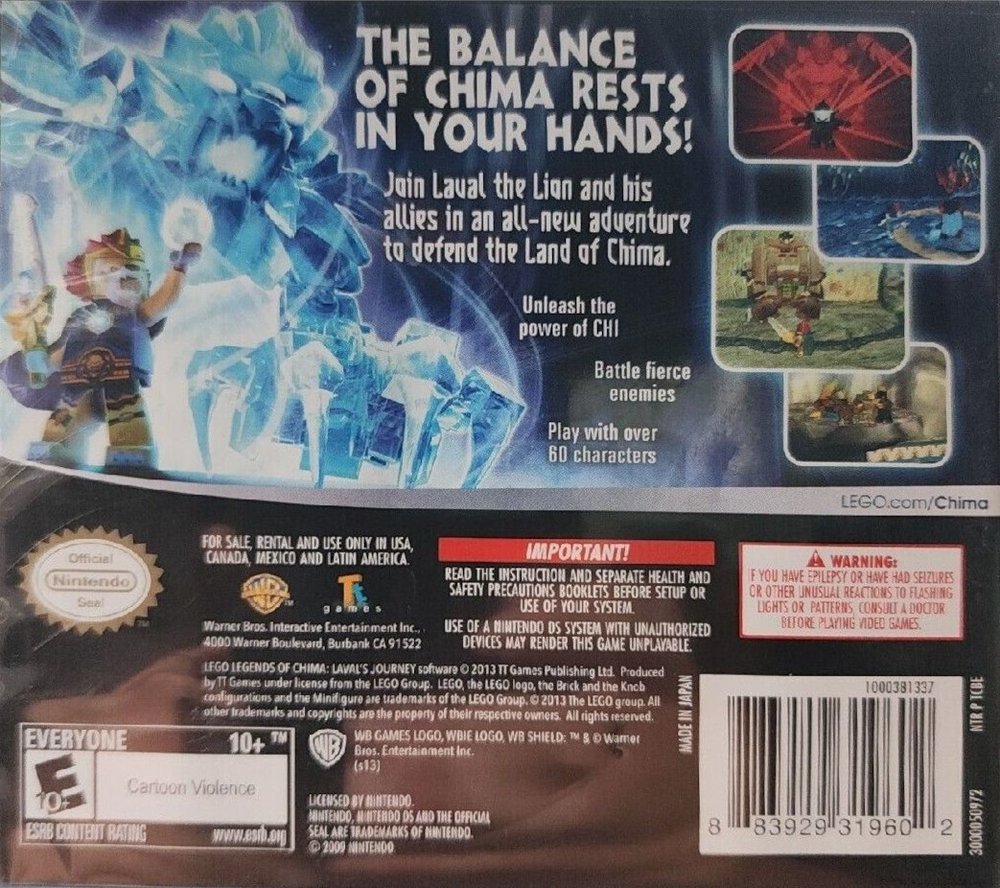 THE BALANCE
OF CHIMA RESTS
IN YOUR HANDS!
Join Laval the Lion and his
allies in an all-new adventure
to defend the Land of Chima.
Unleash the
power of CHI
Battle fierce
enemies
Play with over
60 characters
LEGO.com/Chima
Official
Nintendo
Seal
TM
FOR SALE, RENTAL AND USE ONLY IN USA,
CANADA, MEXICO AND LATIN AMERICA.
games
Warner Bros. Interactive Entertainment Inc.,
4000 Warner Boulevard, Burbank CA 91522
IMPORTANT!
READ THE INSTRUCTION AND SEPARATE HEALTH AND
SAFETY PRECAUTIONS BOOKLETS BEFORE SETUP OR
USE OF YOUR SYSTEM.
USE OF A NINTENDO DS SYSTEM WITH UNAUTHORIZED
DEVICES MAY RENDER THIS GAME UNPLAYABLE.
WARNING:
IF YOU HAVE EPILEPSY OR HAVE HAD SEIZURES
OR OTHER UNUSUAL REACTIONS TO FLASHING
LIGHTS OR PATTERNS, CONSULT A DOCTOR
BEFORE PLAYING VIDEO GAMES.
LEGO LEGENDS OF CHIMA: LAVAL'S JOURNEY software © 2013 TT Games Publishing Ltd. Produced
by TT Games under license from the LEGO Group. LEGO, the LEGO logo, the Brick and the Knob
configurations and the Minifigure are trademarks of the LEGO Group. © 2013 The LEGO group. All
other trademarks and copyrights are the property of their respective owners. All rights reserved.
WB GAMES LOGO, WBIE LOGO, WB SHIELD: ™ & © Warner
Bros. Entertainment Inc.
(s13)
EVERYONE 10+ ™
E
10+
Cartoon Violence
ESRB CONTENT RATING www.esrb.org
LICENSED BY NINTENDO.
NINTENDO, NINTENDO DS AND THE OFFICIAL
SEAL ARE TRADEMARKS OF NINTENDO.
© 2009 NINTENDO
MADE IN JAPAN
1000381337
8 83929 31960 2
NTR P TCBE
300050972